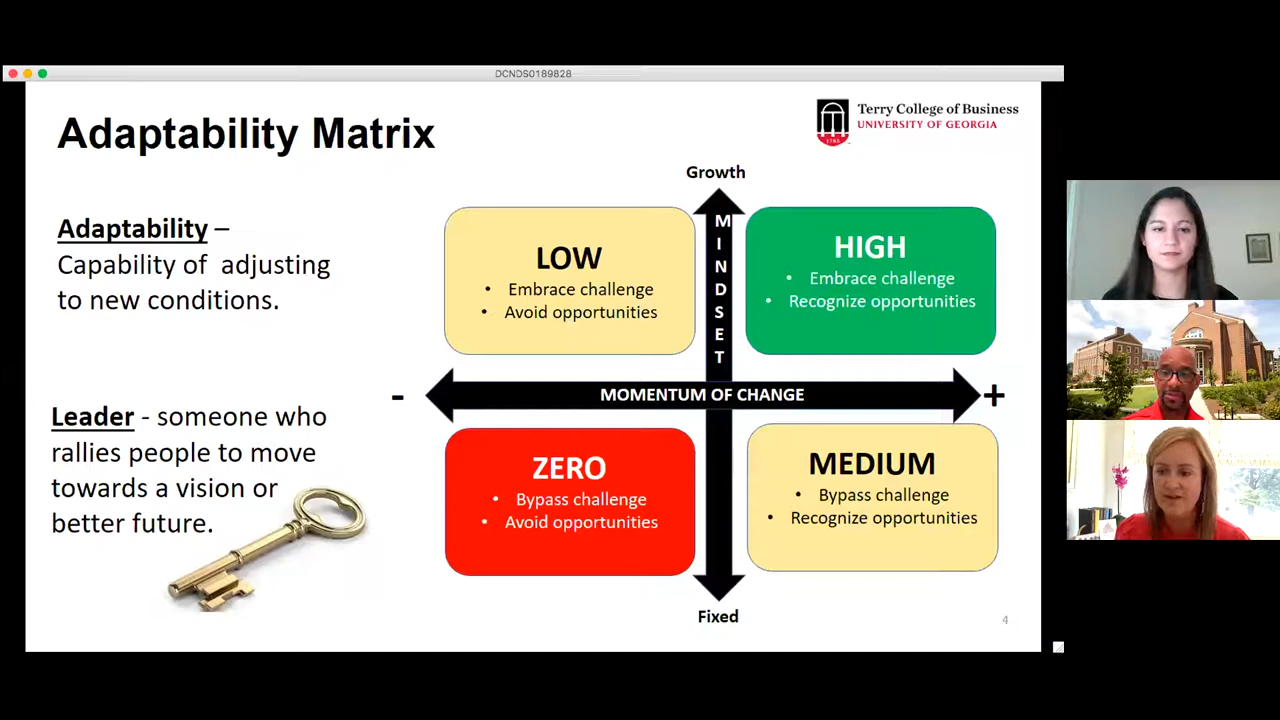 DCNDS0189828
Adaptability Matrix
Terry College of Business
UNIVERSITY OF GEORGIA
1785
Adaptability –
Capability of adjusting
to new conditions.
Leader - someone who
rallies people to move
towards a vision or
better future.
Growth
MINDSET
LOW
• Embrace challenge
• Avoid opportunities
HIGH
• Embrace challenge
• Recognize opportunities
- MOMENTUM OF CHANGE +
ZERO
• Bypass challenge
• Avoid opportunities
MEDIUM
• Bypass challenge
• Recognize opportunities
Fixed
4